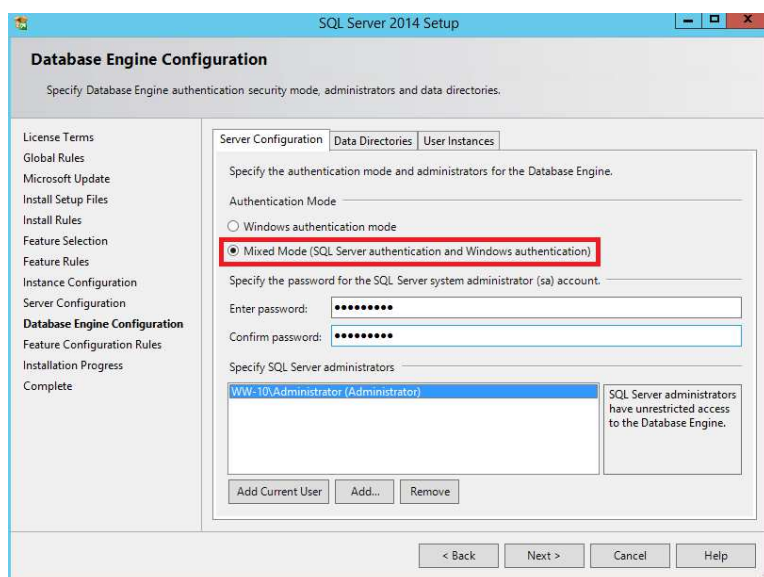 SQL Server 2014 Setup
Database Engine Configuration
Specify Database Engine authentication security mode, administrators and data directories.
License Terms
Global Rules
Microsoft Update
Install Setup Files
Install Rules
Feature Selection
Feature Rules
Instance Configuration
Server Configuration
Database Engine Configuration
Feature Configuration Rules
Installation Progress
Complete
Server Configuration Data Directories User Instances
Specify the authentication mode and administrators for the Database Engine.
Authentication Mode
Windows authentication mode
Mixed Mode (SQL Server authentication and Windows authentication)
Specify the password for the SQL Server system administrator (sa) account.
Enter password: ●●●●●●●●●
Confirm password: ●●●●●●●●●
Specify SQL Server administrators
WW-10\Administrator (Administrator)
SQL Server administrators
have unrestricted access
to the Database Engine.
Add Current User Add... Remove
< Back Next > Cancel Help